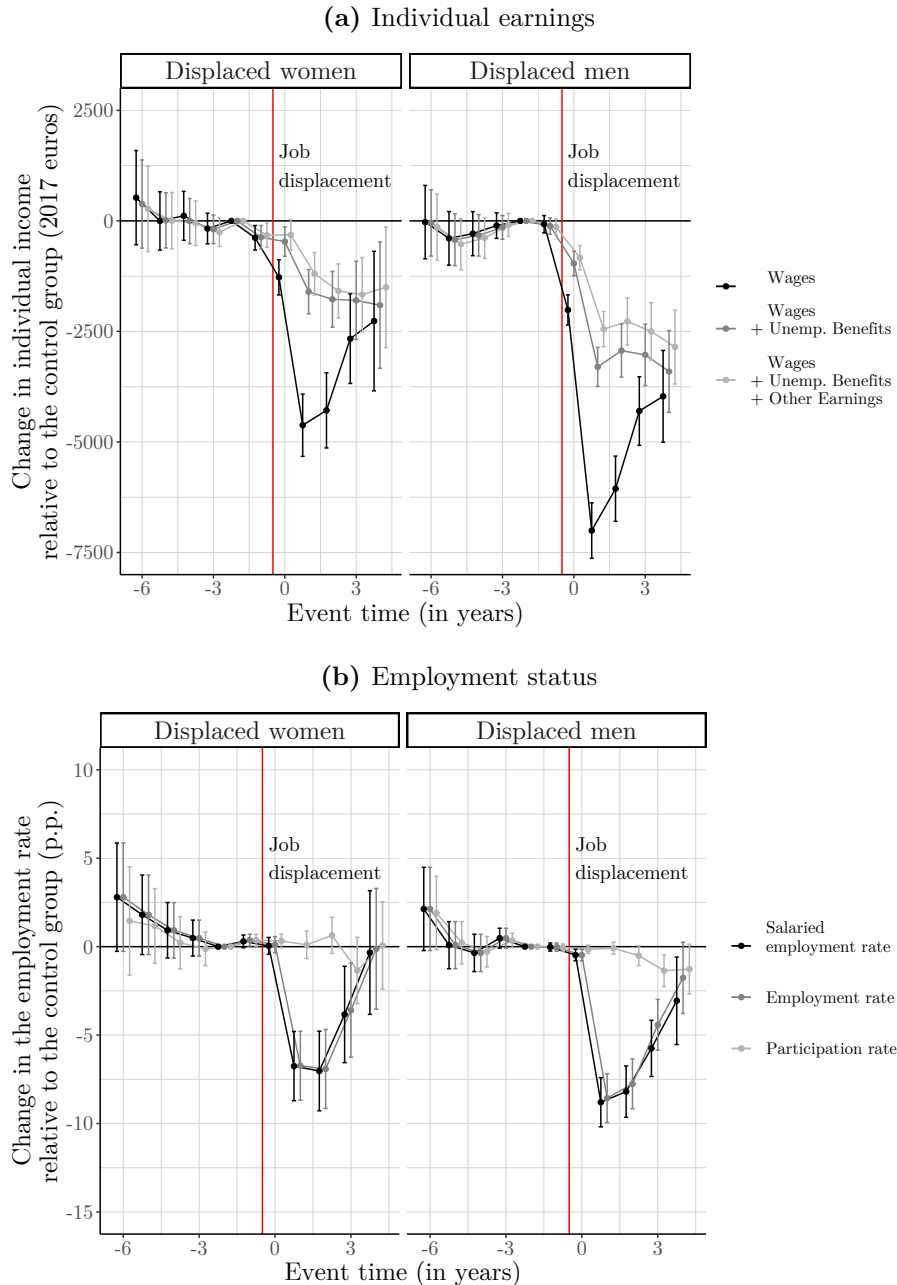 (a) Individual earnings
Displaced women
Displaced men
Change in individual income
relative to the control group (2017 euros)
2500
0
-2500
-5000
-7500
Job
displacement
Job
displacement
-6
-3
0
3
-6
-3
0
3
Event time (in years)
Wages
Wages
+ Unemp. Benefits
Wages
+ Unemp. Benefits
+ Other Earnings
(b) Employment status
Displaced women
Displaced men
Change in the employment rate
relative to the control group (p.p.)
10
5
0
-5
-10
-15
Job
displacement
Job
displacement
-6
-3
0
3
-6
-3
0
3
Event time (in years)
Salaried
employment rate
Employment rate
Participation rate